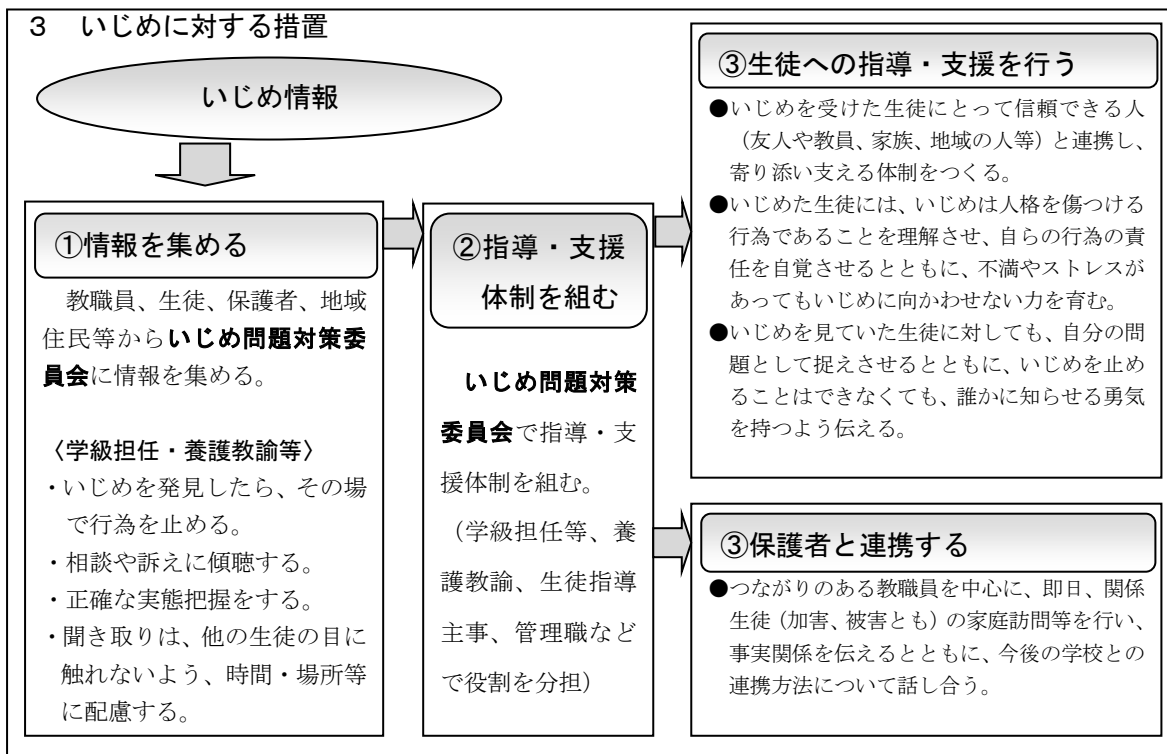 ３　いじめに対する措置
いじめ情報
①情報を集める
教職員、生徒、保護者、地域
住民等からいじめ問題対策委
員会に情報を集める。
〈学級担任・養護教諭等〉
・いじめを発見したら、その場
で行為を止める。
・相談や訴えに傾聴する。
・正確な実態把握をする。
・聞き取りは、他の生徒の目に
触れないよう、時間・場所等
に配慮する。
②指導・支援
体制を組む
いじめ問題対策
委員会で指導・支
援体制を組む。
（学級担任等、養
護教諭、生徒指導
主事、管理職など
で役割を分担）
③生徒への指導・支援を行う
●いじめを受けた生徒にとって信頼できる人
（友人や教員、家族、地域の人等）と連携し、
寄り添い支える体制をつくる。
●いじめた生徒には、いじめは人格を傷つける
行為であることを理解させ、自らの行為の責
任を自覚させるとともに、不満やストレスが
あってもいじめに向かわせない力を育む。
●いじめを見ていた生徒に対しても、自分の問
題として捉えさせるとともに、いじめを止め
ることはできなくても、誰かに知らせる勇気
を持つよう伝える。
③保護者と連携する
●つながりのある教職員を中心に、即日、関係
生徒（加害、被害とも）の家庭訪問等を行い、
事実関係を伝えるとともに、今後の学校との
連携方法について話し合う。